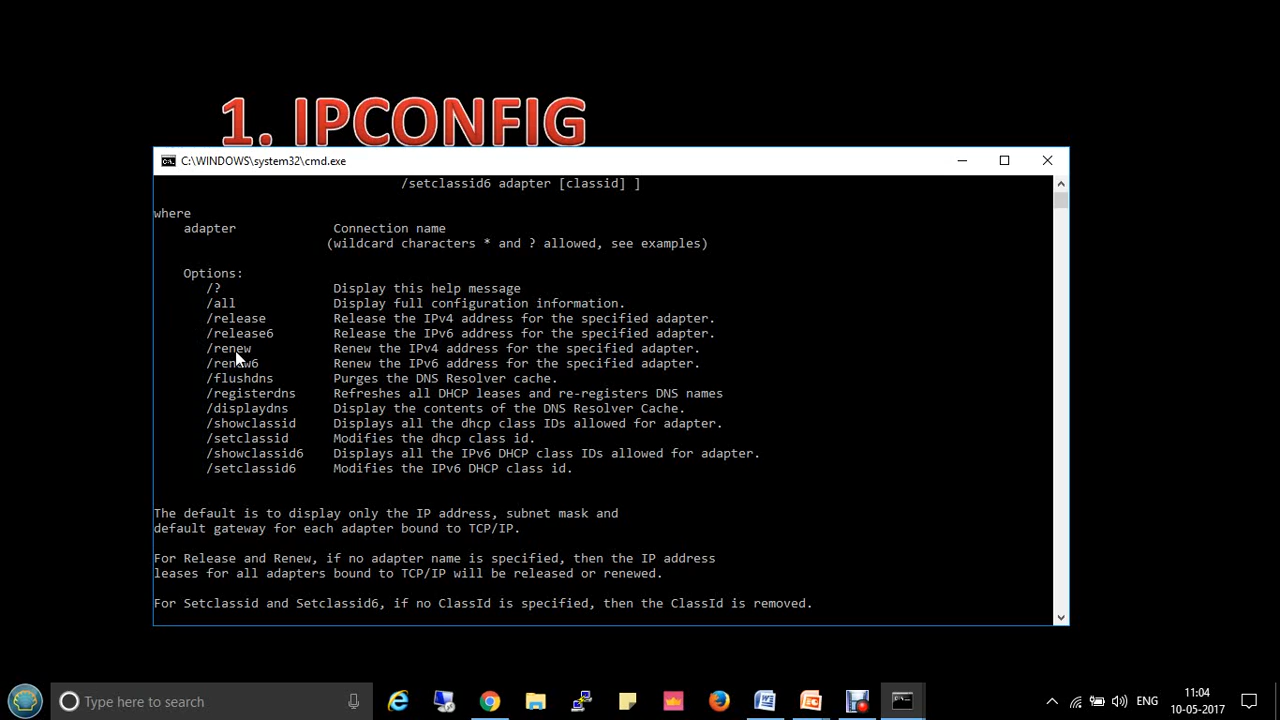 1. IPCONFIG
C:\WINDOWS\system32\cmd.exe
/setclassid6 adapter [classid] ]
where
adapter Connection name
(wildcard characters * and ? allowed, see examples)
Options:
/? Display this help message
/all Display full configuration information.
/release Release the IPv4 address for the specified adapter.
/release6 Release the IPv6 address for the specified adapter.
/renew Renew the IPv4 address for the specified adapter.
/renew6 Renew the IPv6 address for the specified adapter.
/flushdns Purges the DNS Resolver cache.
/registerdns Refreshes all DHCP leases and re-registers DNS names
/displaydns Display the contents of the DNS Resolver Cache.
/showclassid Displays all the dhcp class IDs allowed for adapter.
/setclassid Modifies the dhcp class id.
/showclassid6 Displays all the IPv6 DHCP class IDs allowed for adapter.
/setclassid6 Modifies the IPv6 DHCP class id.
The default is to display only the IP address, subnet mask and
default gateway for each adapter bound to TCP/IP.
For Release and Renew, if no adapter name is specified, then the IP address
leases for all adapters bound to TCP/IP will be released or renewed.
For Setclassid and Setclassid6, if no ClassId is specified, then the ClassId is removed.
Type here to search
ENG
11:04
10-05-2017